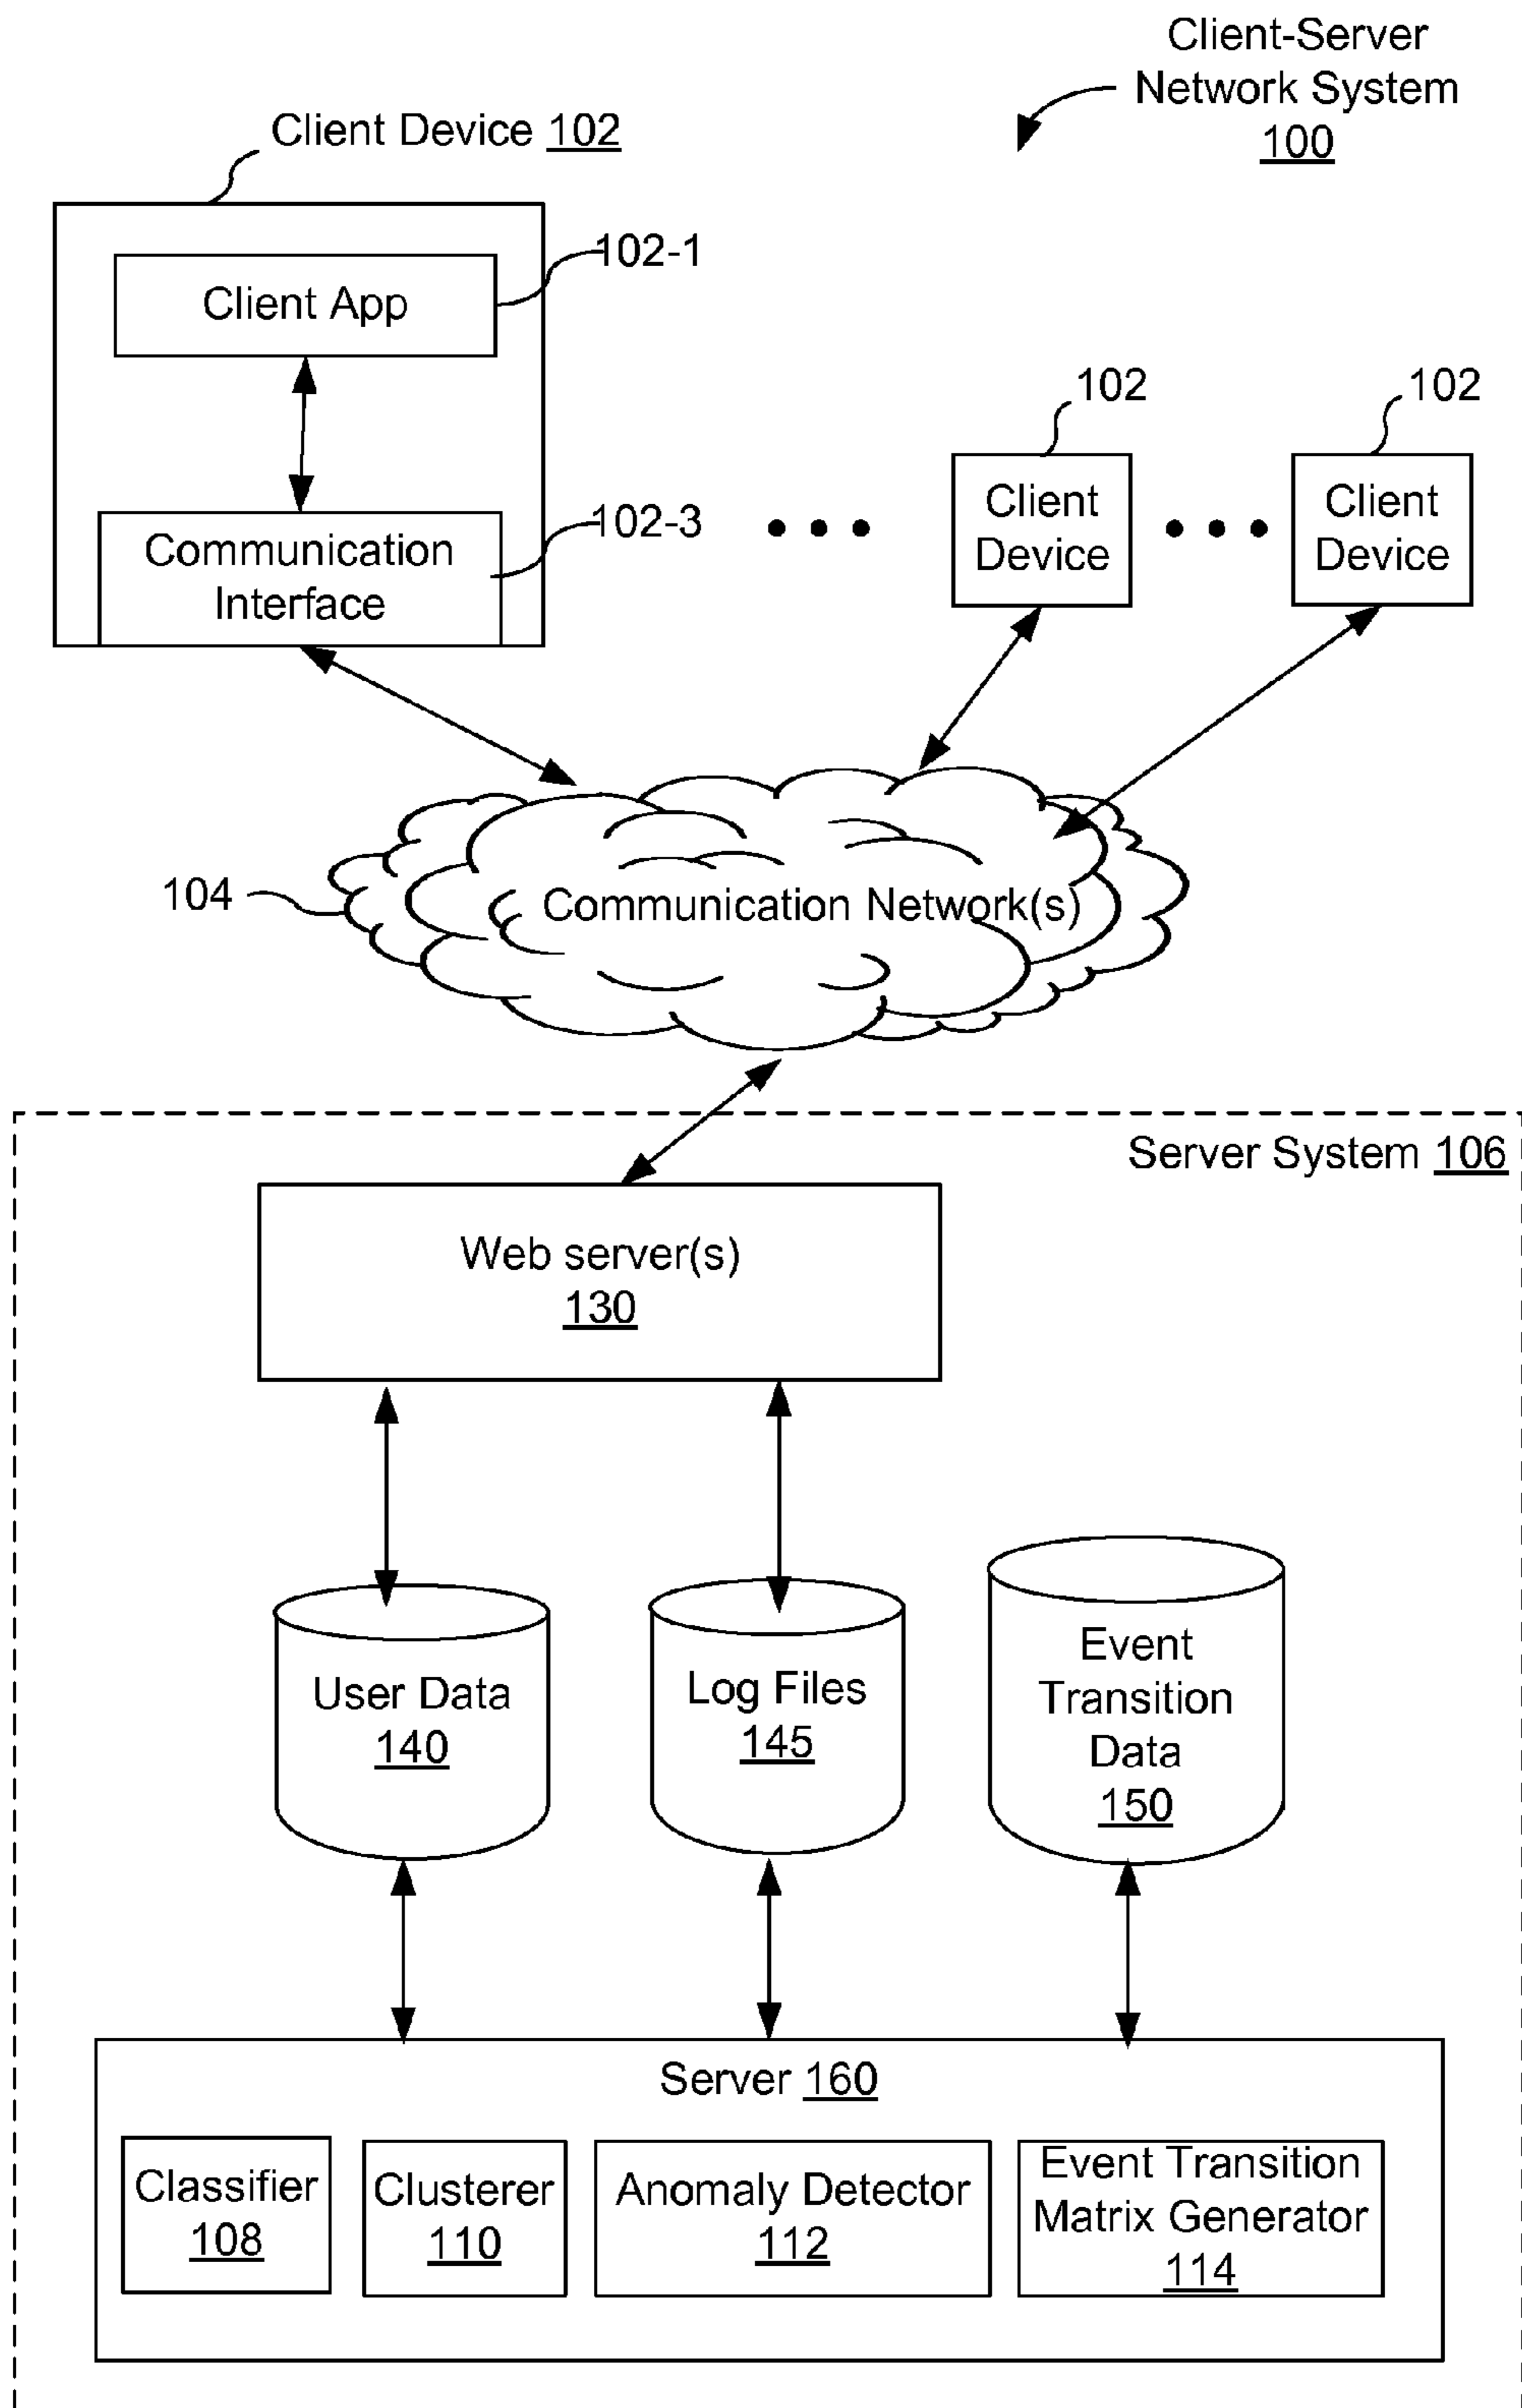 Client-Server
Network System
100
Client Device 102
102-1
Client App
102
102
Client
Device
Client
Device
102-3
Communication
Interface
104
Communication Network(s)
Server System 106
Web server(s)
130
User Data
140
Log Files
145
Event
Transition
Data
150
Server 160
Classifier
108
Clusterer
110
Anomaly Detector
112
Event Transition
Matrix Generator
114